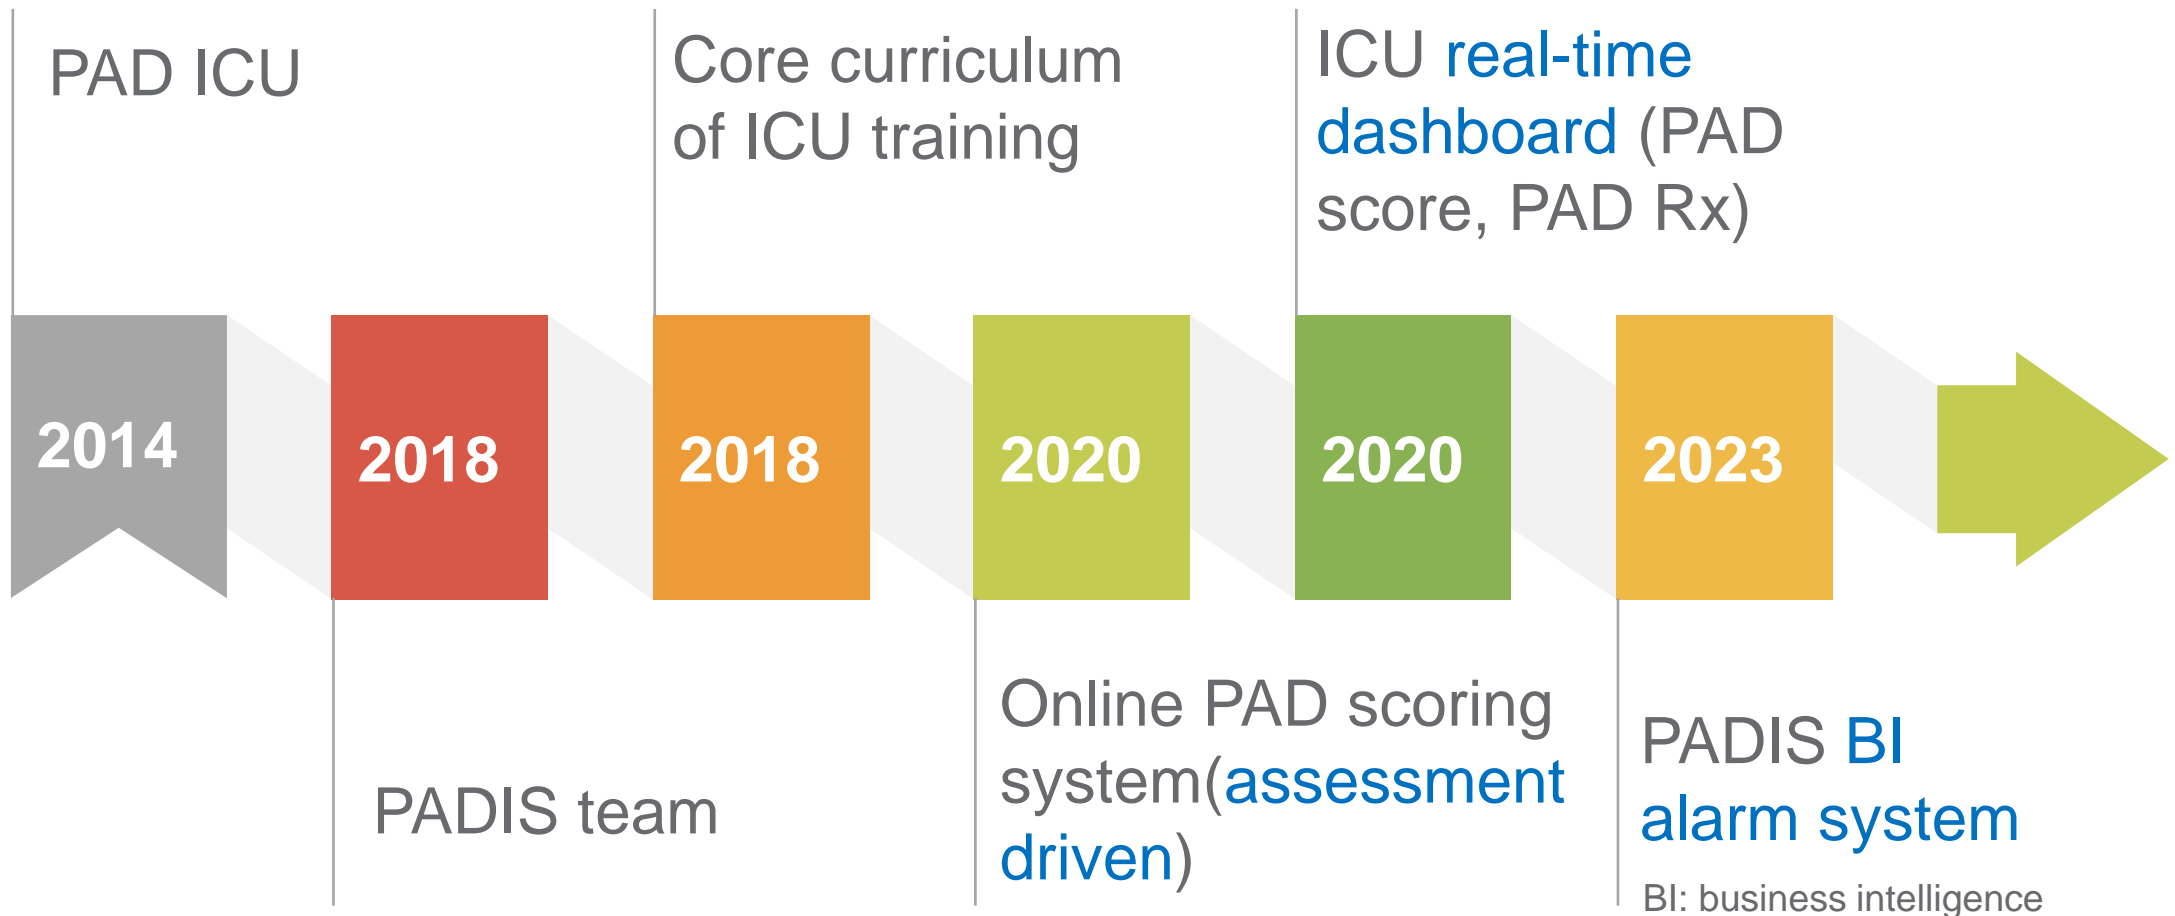 PAD ICU
Core curriculum
of ICU training
ICU real-time
dashboard (PAD
score, PAD Rx)
2014
2018
2018
2020
2020
2023
PADIS team
Online PAD scoring
system(assessment
driven)
PADIS BI
alarm system
BI: business intelligence